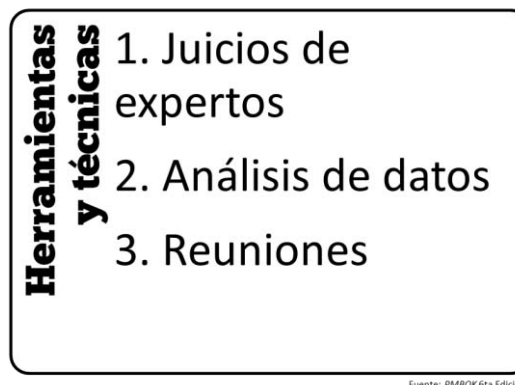 Herramientas
y técnicas
1. Juicios de
expertos
2. Análisis de datos
3. Reuniones
Fuente: PMBOK 6ta